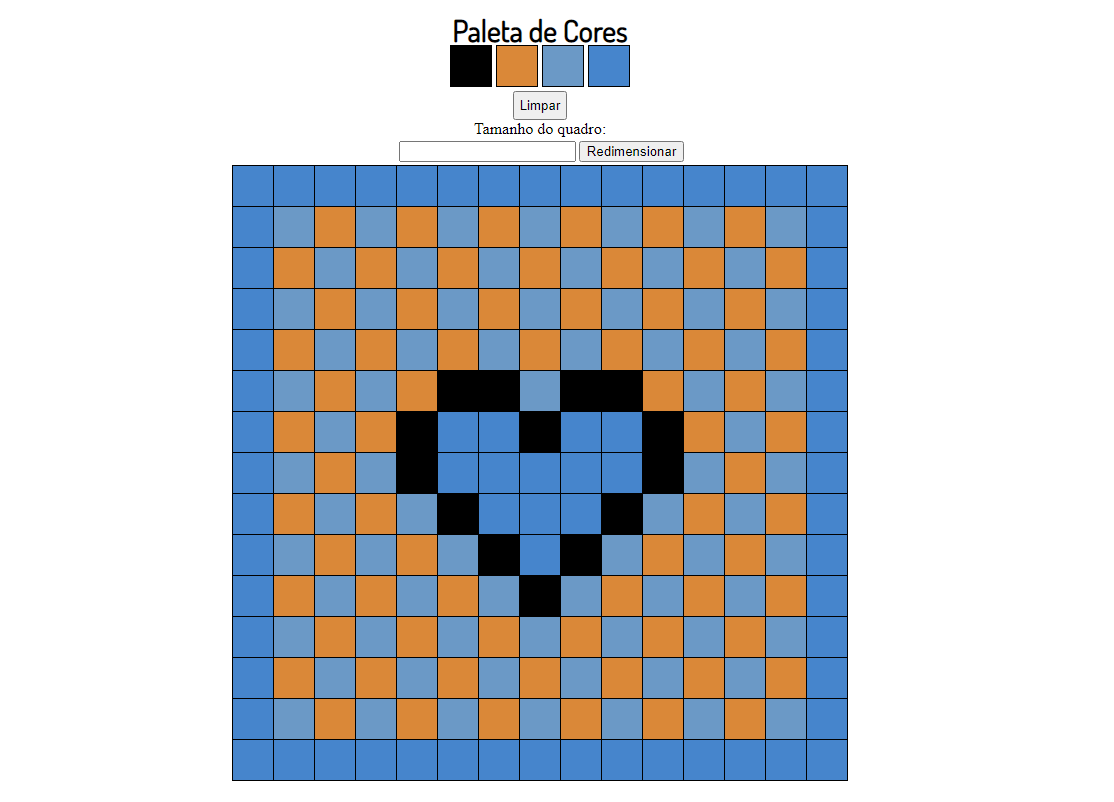 Paleta de Cores
Limpar
Tamanho do quadro:
Redimensionar